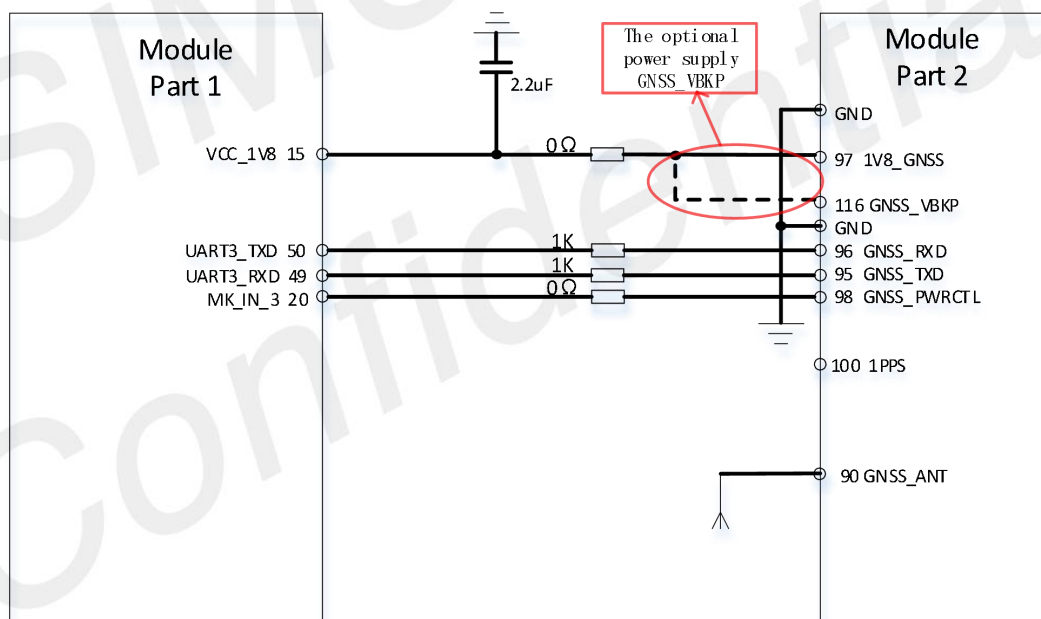 SIMCom
Confidential
Module
Part 1
The optional
power supply
GNSS_VBKP
Module
Part 2
2.2uF
GND
VCC_1V8 15
0Ω
97 1V8_GNSS
116 GNSS_VBKP
GND
UART3_TXD 50
1K
96 GNSS_RXD
UART3_RXD 49
1K
95 GNSS_TXD
MK_IN_3 20
0Ω
98 GNSS_PWRCTL
100 1PPS
90 GNSS_ANT